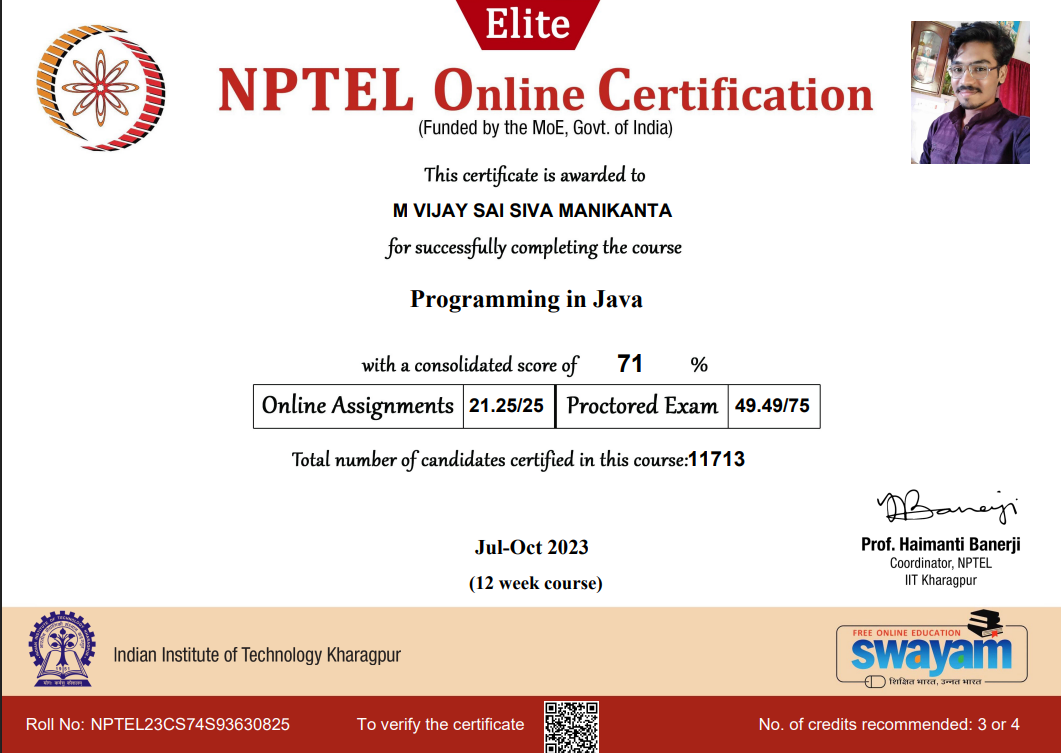 Elite
NPTEL Online Certification
(Funded by the MoE, Govt. of India)
This certificate is awarded to
M VIJAY SAI SIVA MANIKANTA
for successfully completing the course
Programming in Java
with a consolidated score of 71 %
Online Assignments 21.25/25 Proctored Exam 49.49/75
Total number of candidates certified in this course:11713
Jul-Oct 2023
(12 week course)
Prof. Haimanti Banerji
Coordinator, NPTEL
IIT Kharagpur
Indian Institute of Technology Kharagpur
FREE ONLINE EDUCATION
swayam
शिक्षित भारत, उन्नत भारत
Roll No: NPTEL23CS74S93630825 To verify the certificate No. of credits recommended: 3 or 4